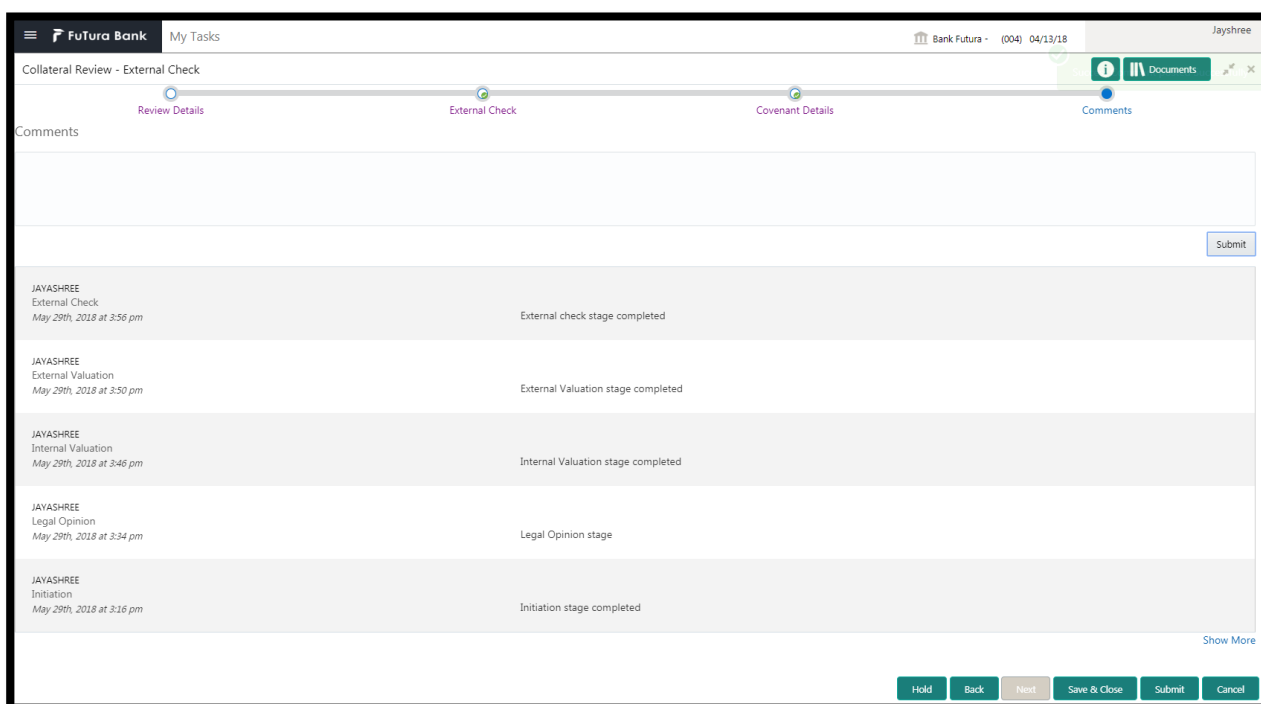 FuTura Bank
My Tasks
Bank Futura - (004) 04/13/18
Jayshree
Collateral Review - External Check
Documents
Review Details
External Check
Covenant Details
Comments
Comments
Submit
JAYASHREE
External Check
May 29th, 2018 at 3:56 pm
External check stage completed
JAYASHREE
External Valuation
May 29th, 2018 at 3:50 pm
External Valuation stage completed
JAYASHREE
Internal Valuation
May 29th, 2018 at 3:46 pm
Internal Valuation stage completed
JAYASHREE
Legal Opinion
May 29th, 2018 at 3:34 pm
Legal Opinion stage
JAYASHREE
Initiation
May 29th, 2018 at 3:16 pm
Initiation stage completed
Show More
Hold
Back
Next
Save & Close
Submit
Cancel